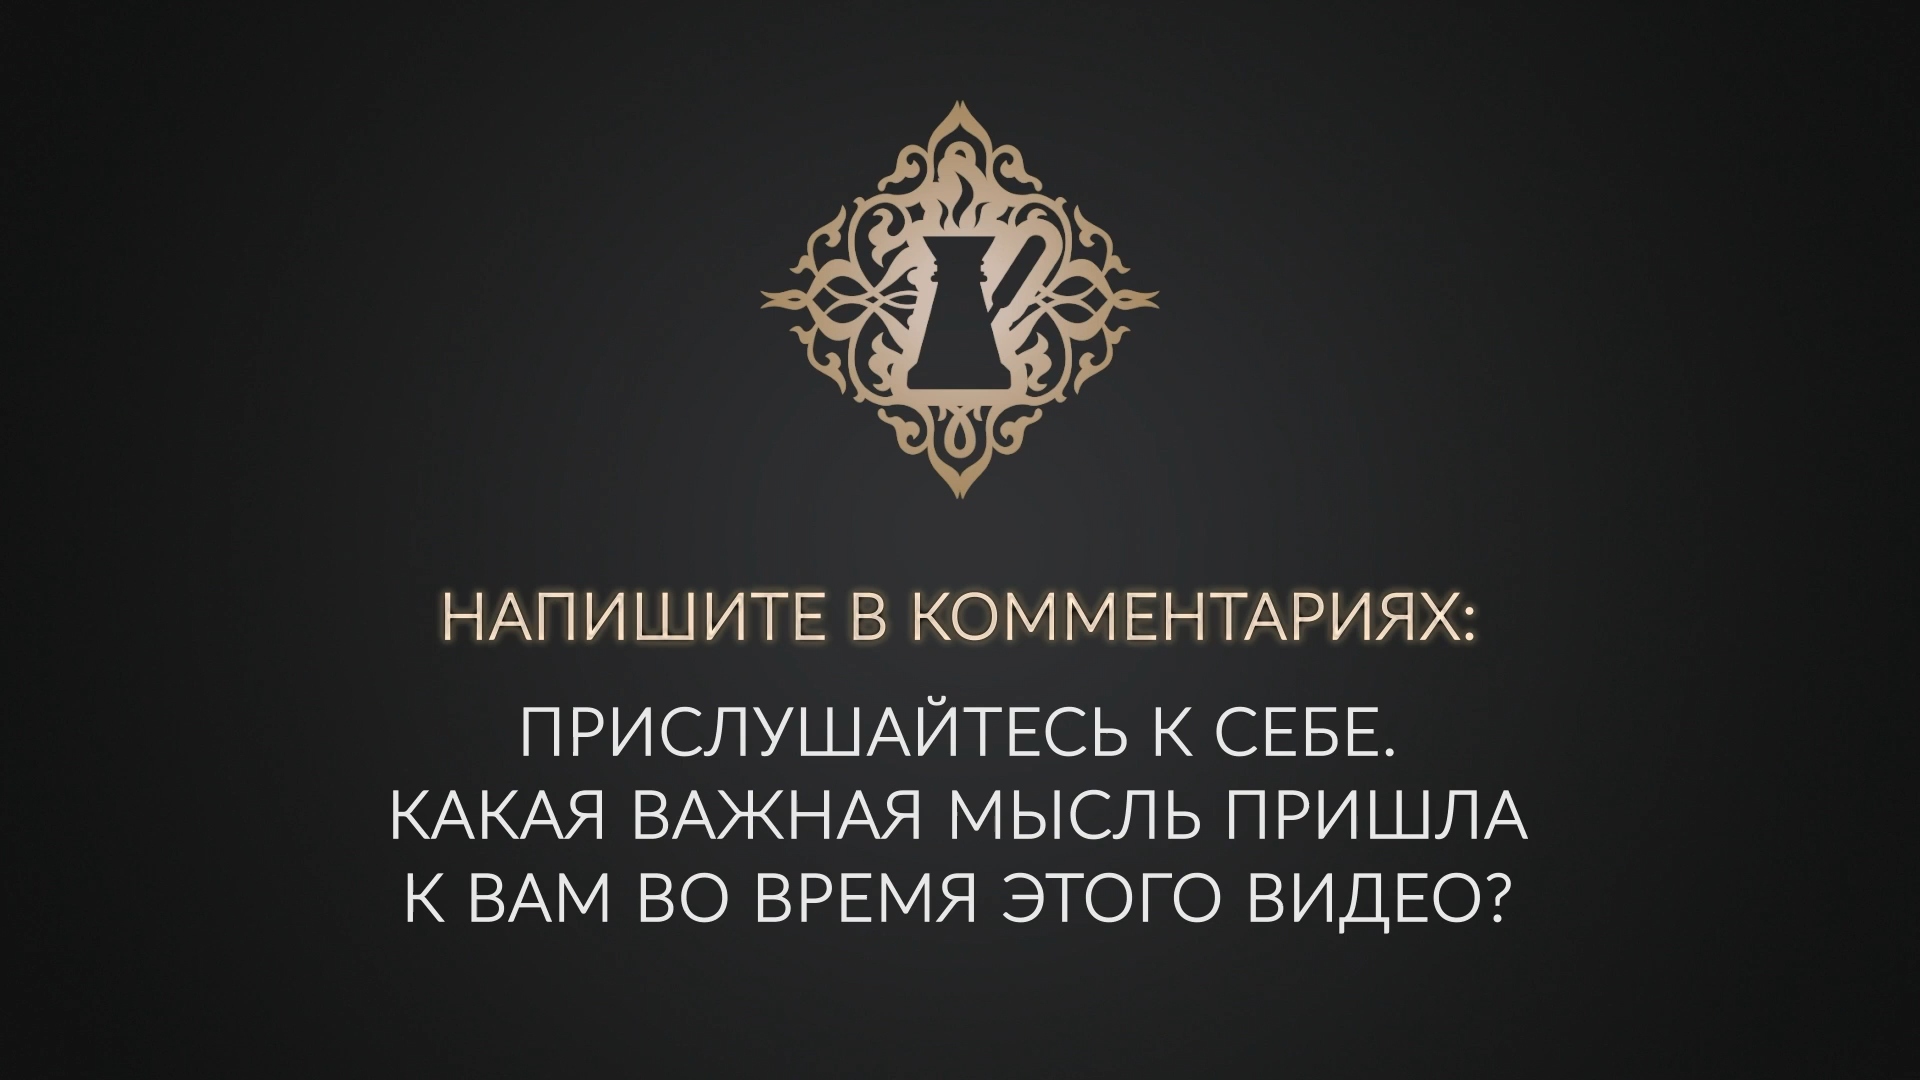 НАПИШИТЕ В КОММЕНТАРИЯХ:
ПРИСЛУШАЙТЕСЬ К СЕБЕ.
КАКАЯ ВАЖНАЯ МЫСЛЬ ПРИШЛА
К ВАМ ВО ВРЕМЯ ЭТОГО ВИДЕО?